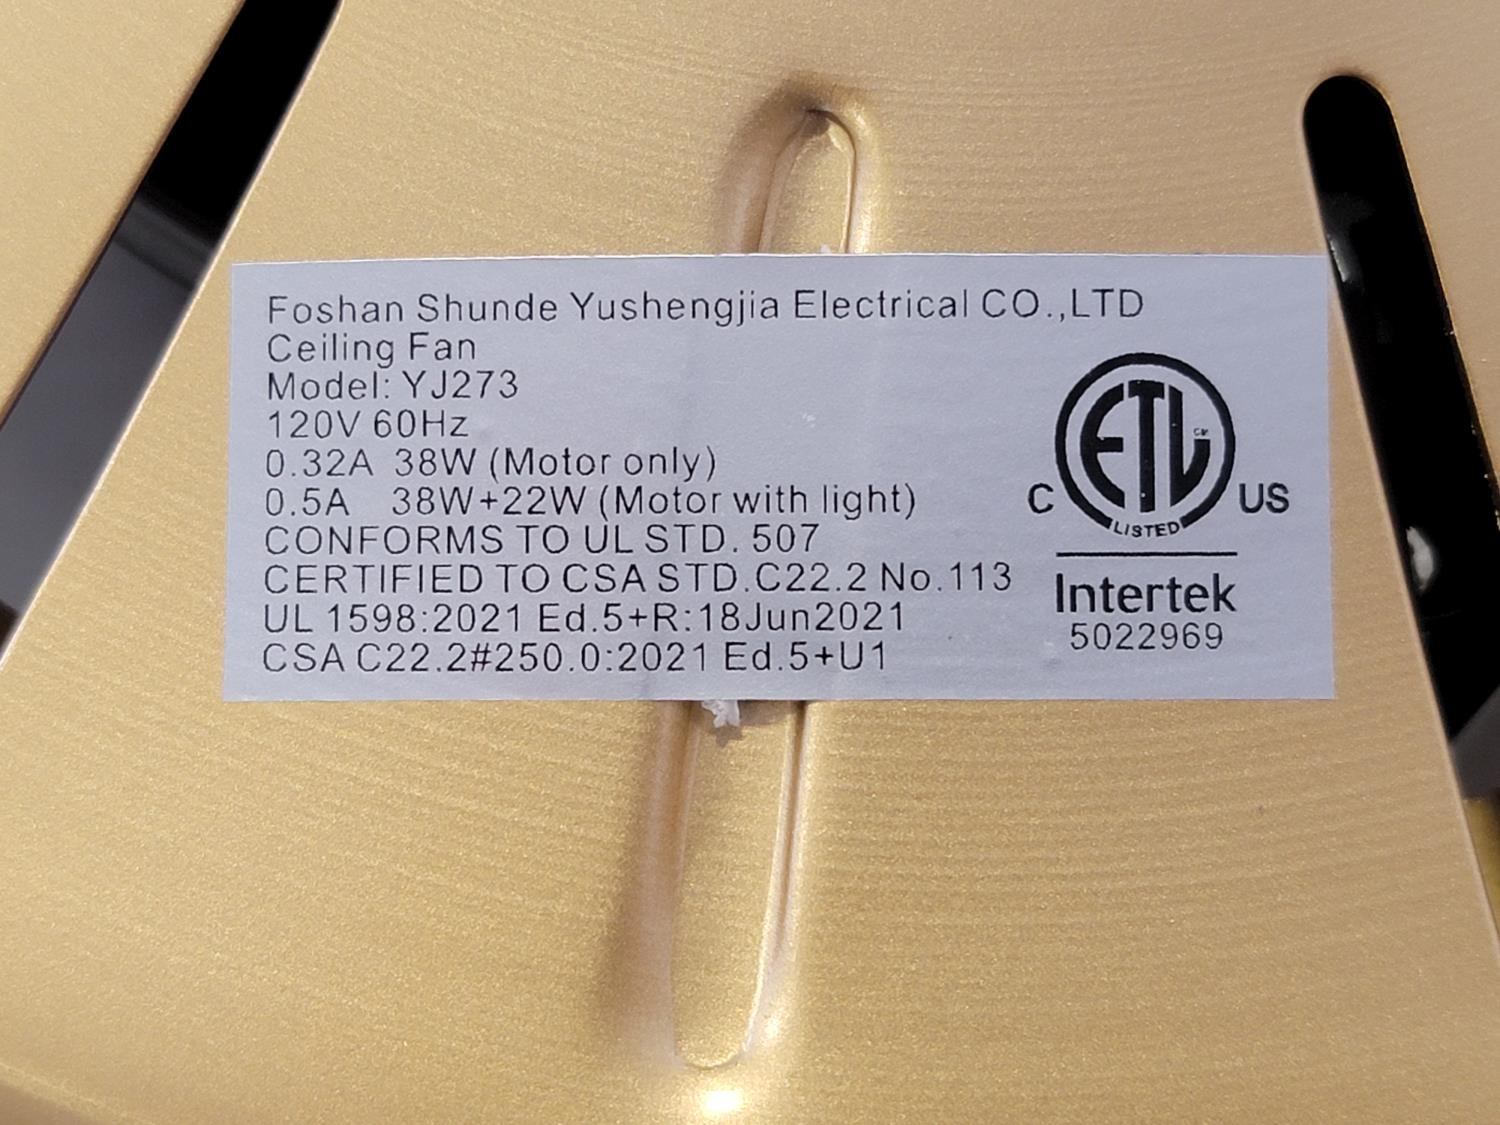 Foshan Shunde Yushengjia Electrical CO.,LTD
Ceiling Fan
Model: YJ273
120V 60Hz
0.32A 38W (Motor only)
0.5A 38W+22W (Motor with light)
CONFORMS TO UL STD. 507
CERTIFIED TO CSA STD.C22.2 No.113
UL 1598:2021 Ed.5+R:18Jun2021
CSA C22.2#250.0:2021 Ed.5+U1
ETL CM
C US
LISTED
Intertek
5022969